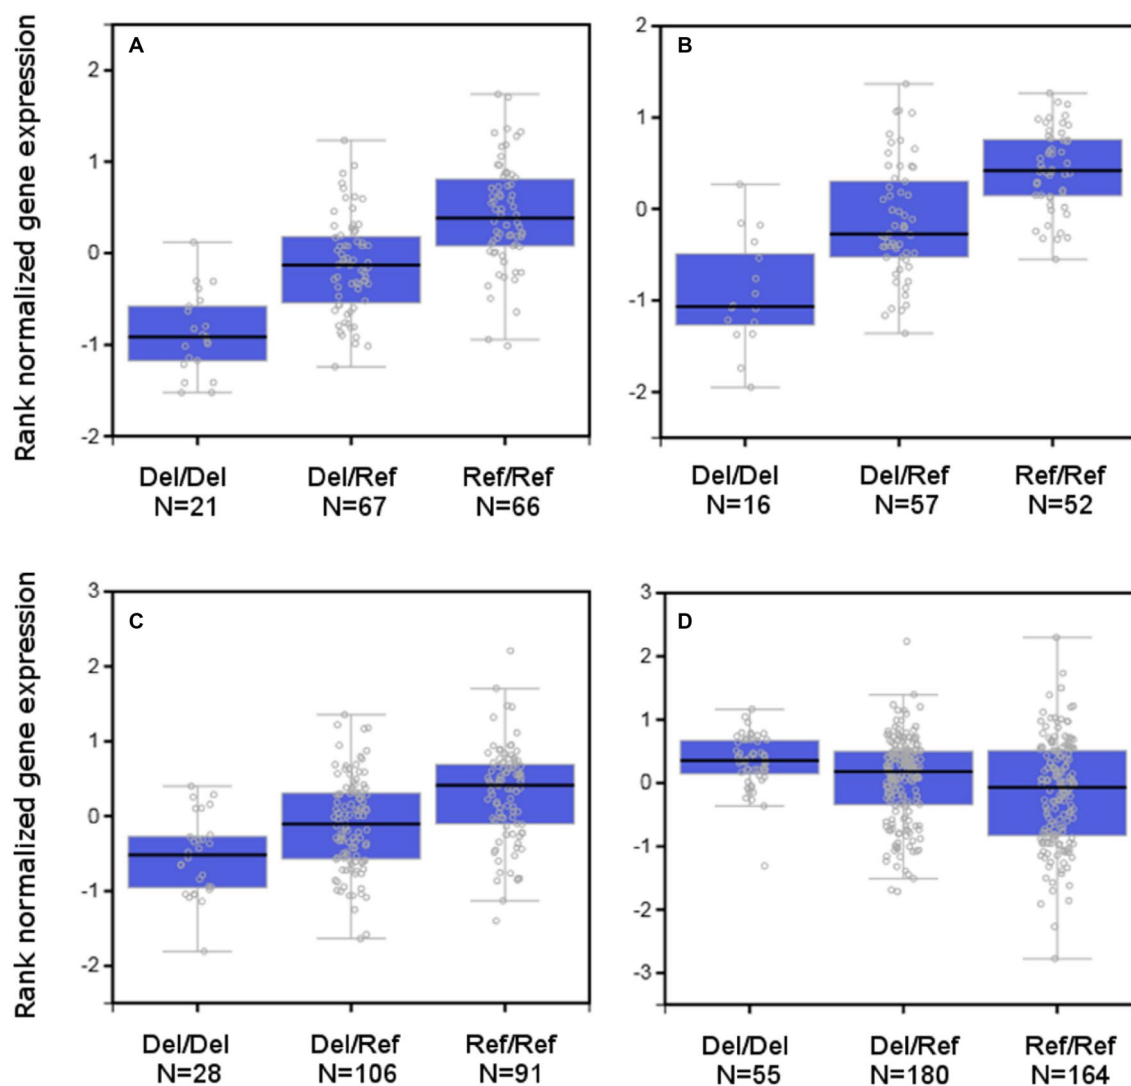 Rank normalized gene expression
A
2
1
0
-1
-2
Del/Del Del/Ref Ref/Ref
N=21 N=67 N=66
B
2
1
0
-1
-2
Del/Del Del/Ref Ref/Ref
N=16 N=57 N=52
Rank normalized gene expression
C
3
2
1
0
-1
-2
Del/Del Del/Ref Ref/Ref
N=28 N=106 N=91
D
3
2
1
0
-1
-2
-3
Del/Del Del/Ref Ref/Ref
N=55 N=180 N=164